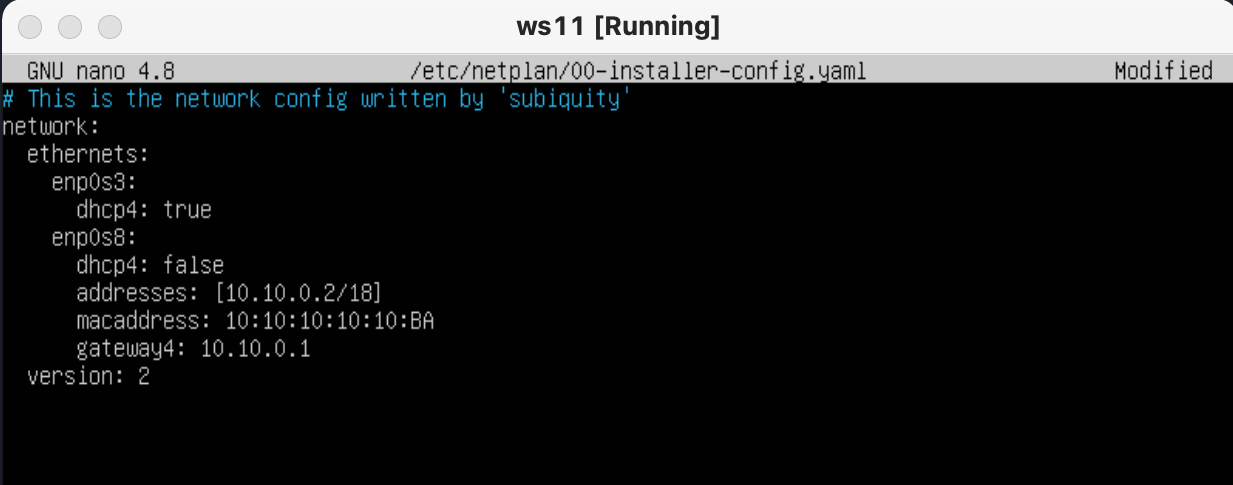 ws11 [Running]
GNU nano 4.8 /etc/netplan/00-installer-config.yaml Modified
# This is the network config written by 'subiquity'
network:
  ethernets:
    enp0s3:
      dhcp4: true
    enp0s8:
      dhcp4: false
      addresses: [10.10.0.2/18]
      macaddress: 10:10:10:10:10:BA
      gateway4: 10.10.0.1
  version: 2